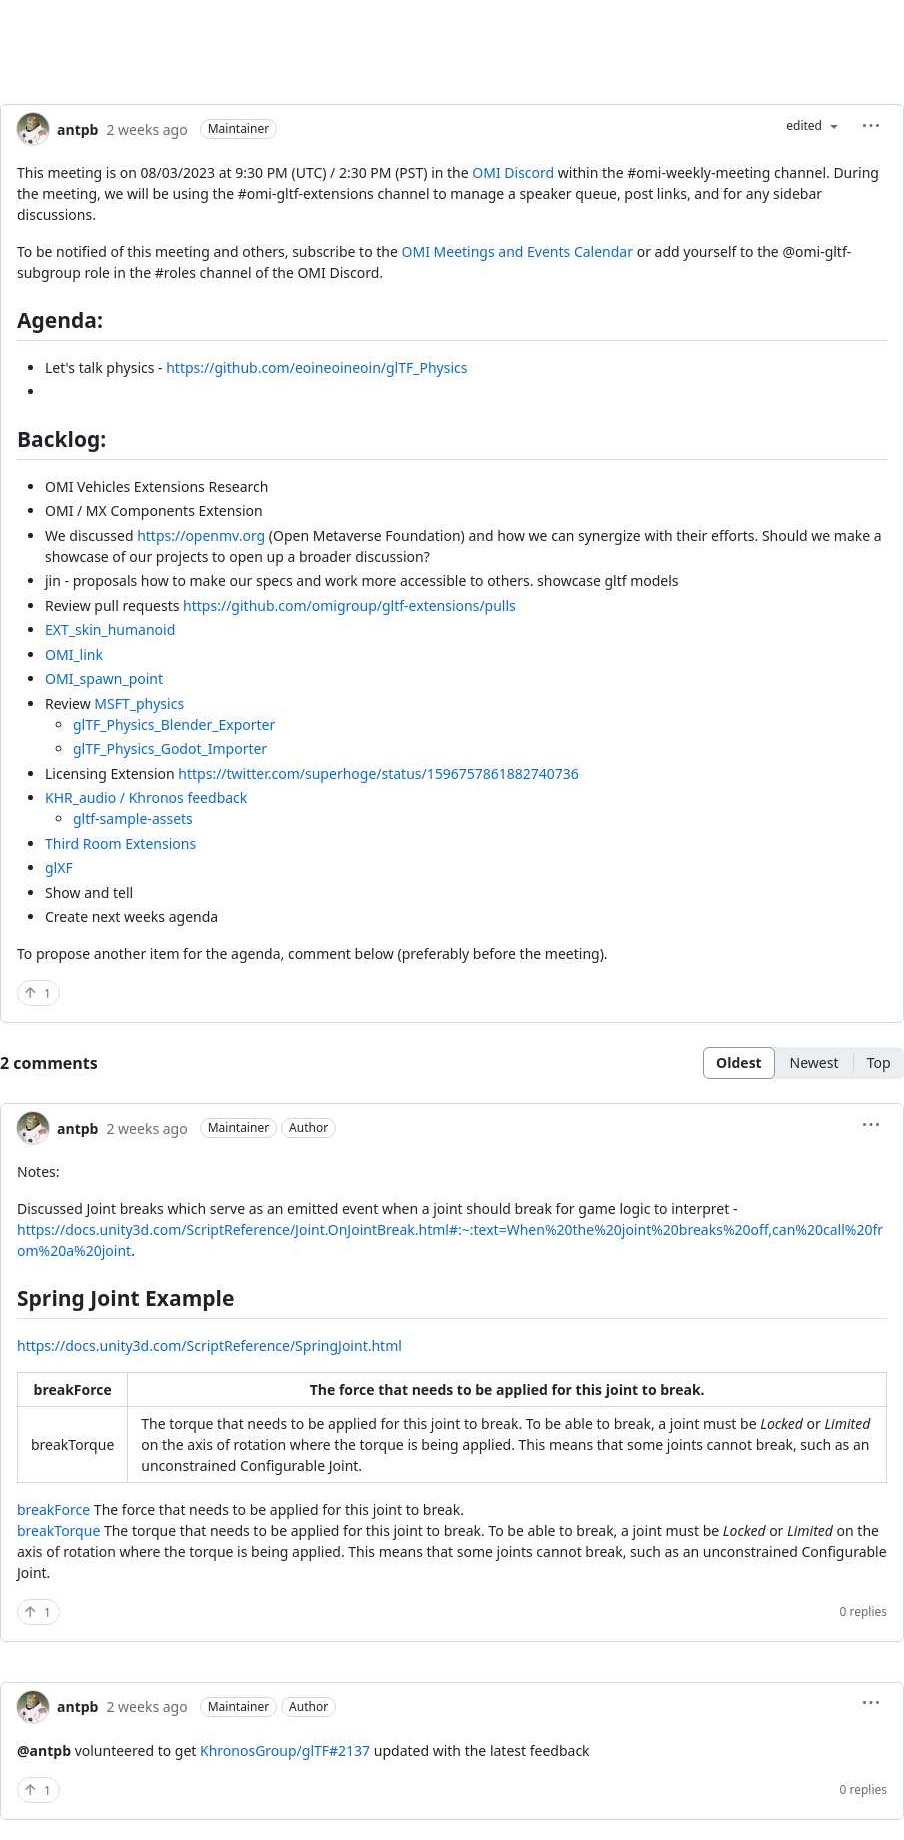 antpb 2 weeks ago Maintainer edited
This meeting is on 08/03/2023 at 9:30 PM (UTC) / 2:30 PM (PST) in the OMI Discord within the #omi-weekly-meeting channel. During
the meeting, we will be using the #omi-gltf-extensions channel to manage a speaker queue, post links, and for any sidebar
discussions.
To be notified of this meeting and others, subscribe to the OMI Meetings and Events Calendar or add yourself to the @omi-gltf-
subgroup role in the #roles channel of the OMI Discord.
Agenda:
Let's talk physics - https://github.com/eoineoineoin/glTF_Physics
Backlog:
OMI Vehicles Extensions Research
OMI / MX Components Extension
We discussed https://openmv.org (Open Metaverse Foundation) and how we can synergize with their efforts. Should we make a
showcase of our projects to open up a broader discussion?
jin - proposals how to make our specs and work more accessible to others. showcase gltf models
Review pull requests https://github.com/omigroup/gltf-extensions/pulls
EXT_skin_humanoid
OMI_link
OMI_spawn_point
Review MSFT_physics
glTF_Physics_Blender_Exporter
glTF_Physics_Godot_Importer
Licensing Extension https://twitter.com/superhoge/status/1596757861882740736
KHR_audio / Khronos feedback
gltf-sample-assets
Third Room Extensions
glXF
Show and tell
Create next weeks agenda
To propose another item for the agenda, comment below (preferably before the meeting).
1
2 comments Oldest Newest Top
antpb 2 weeks ago Maintainer Author
Notes:
Discussed Joint breaks which serve as an emitted event when a joint should break for game logic to interpret -
https://docs.unity3d.com/ScriptReference/Joint.OnJointBreak.html#:~:text=When%20the%20joint%20breaks%20off,can%20call%20fr
om%20a%20joint.
Spring Joint Example
https://docs.unity3d.com/ScriptReference/SpringJoint.html
breakForce The force that needs to be applied for this joint to break.
The torque that needs to be applied for this joint to break. To be able to break, a joint must be Locked or Limited
breakTorque on the axis of rotation where the torque is being applied. This means that some joints cannot break, such as an
unconstrained Configurable Joint.
breakForce The force that needs to be applied for this joint to break.
breakTorque The torque that needs to be applied for this joint to break. To be able to break, a joint must be Locked or Limited on the
axis of rotation where the torque is being applied. This means that some joints cannot break, such as an unconstrained Configurable
Joint.
1 0 replies
antpb 2 weeks ago Maintainer Author
@antpb volunteered to get KhronosGroup/glTF#2137 updated with the latest feedback
1 0 replies